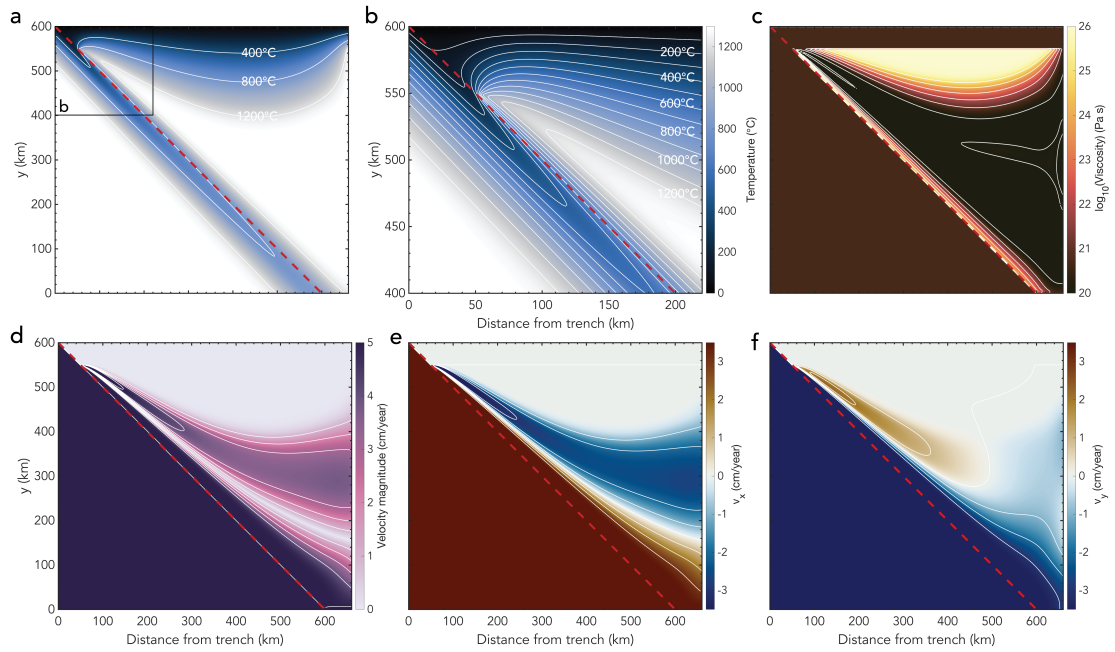 a
b
c
600
500
400
300
200
100
0
y (km)
400°C
800°C
1200°C
b
600
550
500
450
400
y (km)
200°C
400°C
600°C
800°C
1000°C
1200°C
0
50
100
150
200
Distance from trench (km)
1200
1000
800
600
400
200
0
Temperature (°C)
26
25
24
23
22
21
20
log10(Viscosity) (Pa s)
d
e
f
600
500
400
300
200
100
0
y (km)
0 100 200 300 400 500 600
Distance from trench (km)
5
4
3
2
1
0
Velocity magnitude (cm/year)
0 100 200 300 400 500 600
Distance from trench (km)
3
2
1
0
-1
-2
-3
vx (cm/year)
0 100 200 300 400 500 600
Distance from trench (km)
3
2
1
0
-1
-2
-3
vy (cm/year)